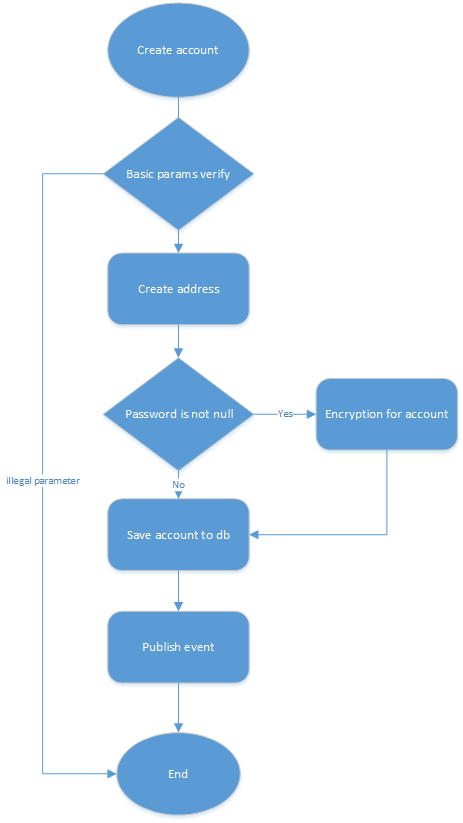 Create account
Basic params verify
Create address
Password is not null
Yes
Encryption for account
illegal parameter
No
Save account to db
Publish event
End